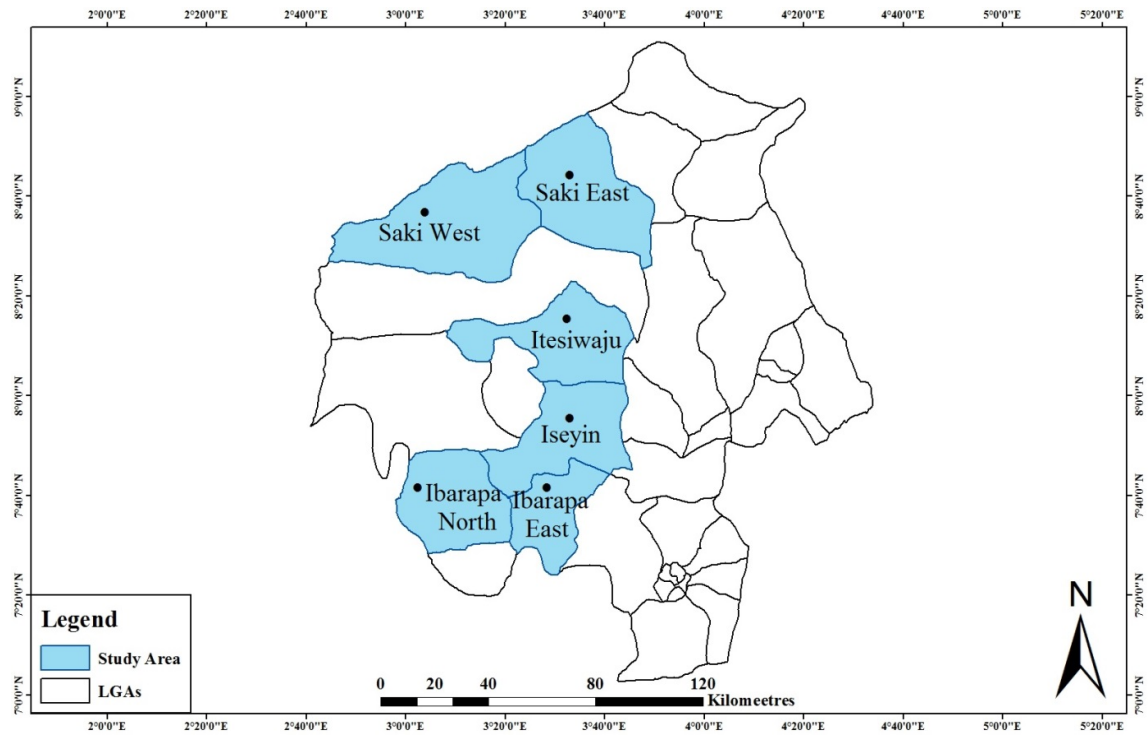 2°0'0"E 2°20'0"E 2°40'0"E 3°0'0"E 3°20'0"E 3°40'0"E 4°0'0"E 4°20'0"E 4°40'0"E 5°0'0"E 5°20'0"E
9°0'0"N 9°0'0"N
Saki East
8°40'0"N 8°40'0"N
Saki West
8°20'0"N 8°20'0"N
Itesiwaju
8°0'0"N 8°0'0"N
Iseyin
7°40'0"N 7°40'0"N
Ibarapa
North
Ibarapa
East
7°20'0"N 7°20'0"N
N
Legend
Study Area
LGAs
0 20 40 80 120
Kilomeetres
7°0'0"N 7°0'0"N
2°0'0"E 2°20'0"E 2°40'0"E 3°0'0"E 3°20'0"E 3°40'0"E 4°0'0"E 4°20'0"E 4°40'0"E 5°0'0"E 5°20'0"E